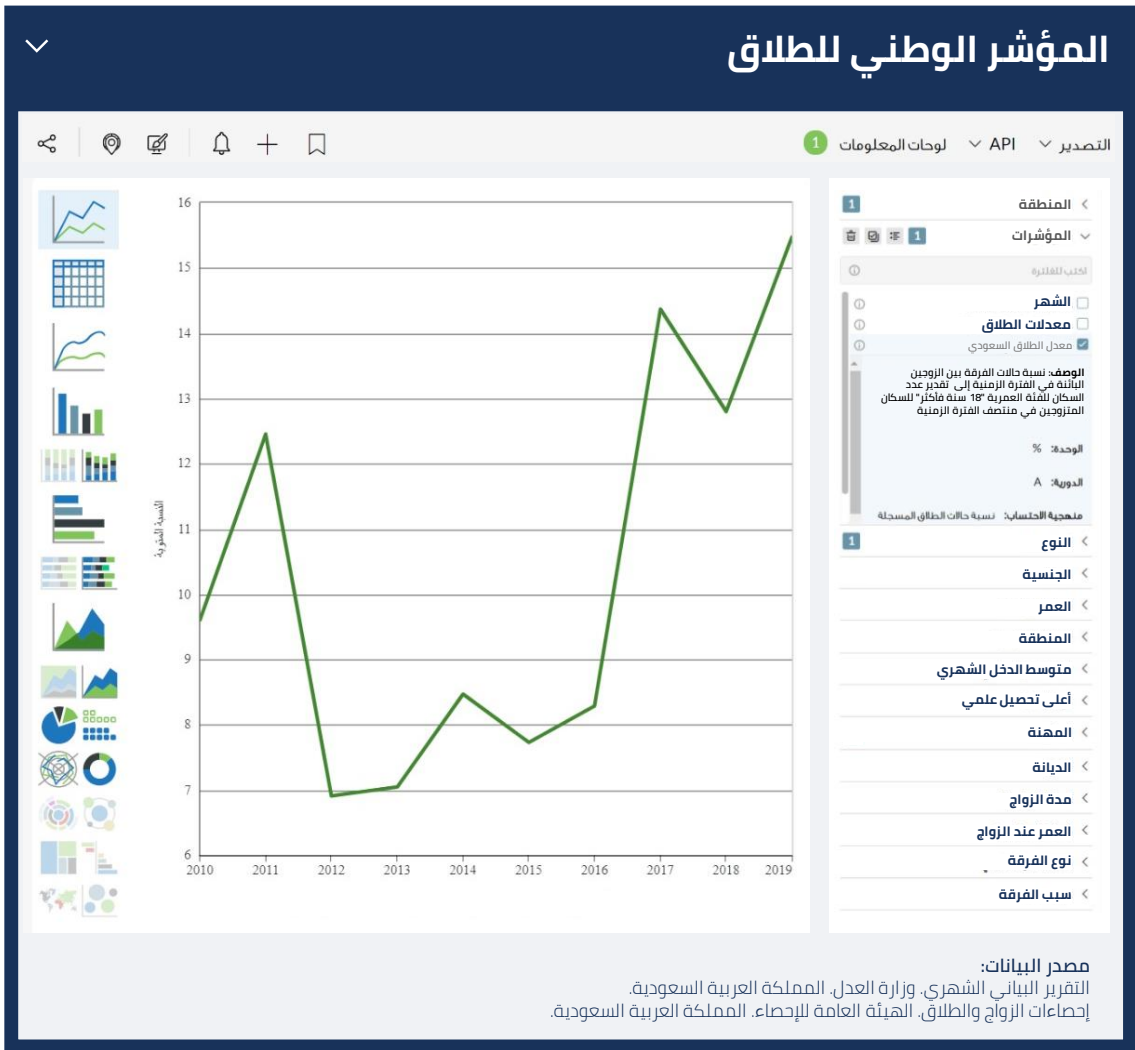 المؤشر الوطني للطلاق
التصدير API لوحات المعلومات 1
المنطقة 1
المؤشرات 1
اكتب للفلترة
الشهر
معدلات الطلاق
معدل الطلاق السعودي
الوصف: نسبة حالات الفرقة بين الزوجين
البائنة في الفترة الزمنية إلى تقدير عدد
السكان للفئة العمرية "18 سنة فأكثر" للسكان
المتزوجين في منتصف الفترة الزمنية
الوحدة: %
الدورية: A
منهجية الاحتساب: نسبة حالات الطلاق المسجلة
النوع 1
الجنسية
العمر
المنطقة
متوسط الدخل الشهري
أعلى تحصيل علمي
المهنة
الديانة
مدة الزواج
العمر عند الزواج
نوع الفرقة
سبب الفرقة
النسبة المئوية
16
15
14
13
12
11
10
9
8
7
6
2010 2011 2012 2013 2014 2015 2016 2017 2018 2019
مصدر البيانات:
التقرير البياني الشهري. وزارة العدل. المملكة العربية السعودية.
إحصاءات الزواج والطلاق. الهيئة العامة للإحصاء. المملكة العربية السعودية.